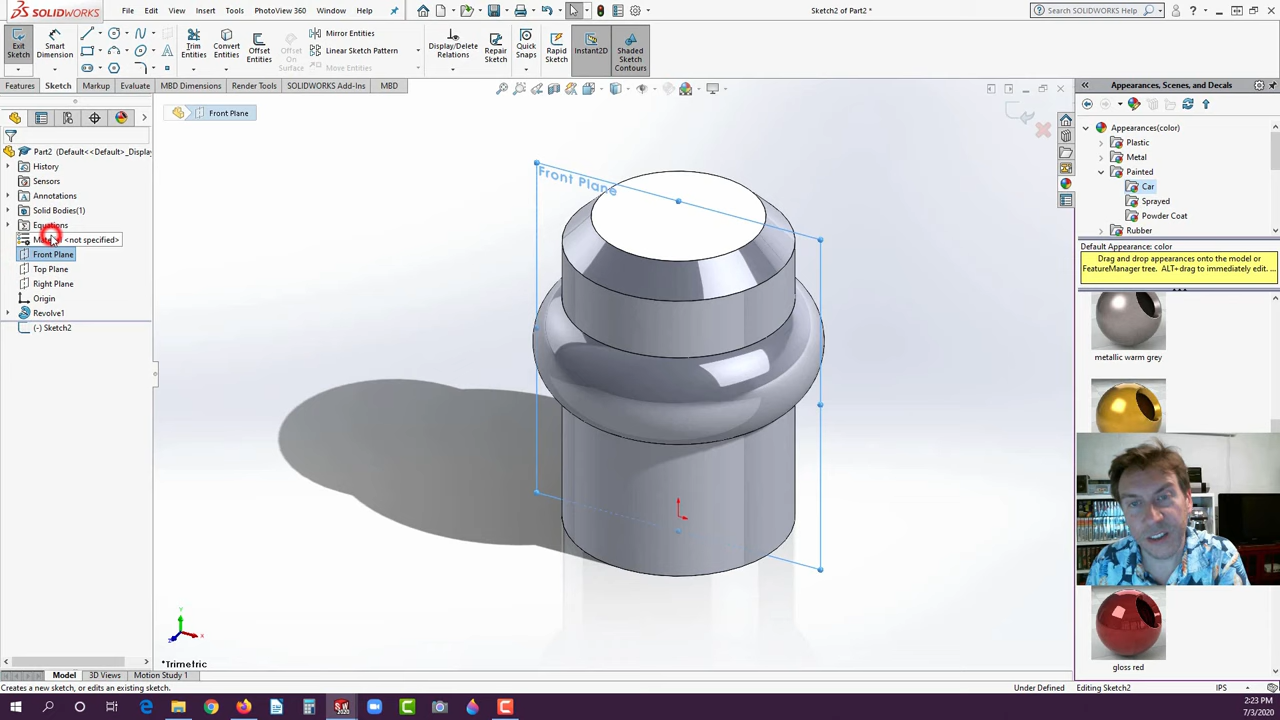 SOLIDWORKS
File Edit View Insert Tools PhotoView 360 Window Help
Sketch2 of Part2 *
Search SOLIDWORKS Help
Exit Sketch
Smart Dimension
Trim Entities
Convert Entities
Offset Entities
Offset On Surface
Mirror Entities
Linear Sketch Pattern
Move Entities
Display/Delete Relations
Repair Sketch
Quick Snaps
Rapid Sketch
Instant2D
Shaded Sketch Contours
Features Sketch Markup Evaluate MBD Dimensions Render Tools SOLIDWORKS Add-Ins MBD
Front Plane
Part2 (Default<<Default>_Display
History
Sensors
Annotations
Solid Bodies(1)
Equations
<not specified>
Front Plane
Top Plane
Right Plane
Origin
Revolve1
(-) Sketch2
Front Plane
Y
X
*Trimetric
Appearances, Scenes, and Decals
Appearances(color)
Plastic
Metal
Painted
Car
Sprayed
Powder Coat
Rubber
Default Appearance: color
Drag and drop appearances onto the model or
FeatureManager tree. ALT+drag to immediately edit.
metallic warm grey
gloss red
Model 3D Views Motion Study 1
Creates a new sketch, or edits an existing sketch.
Under Defined Editing Sketch2 IPS
2:23 PM
7/3/2020